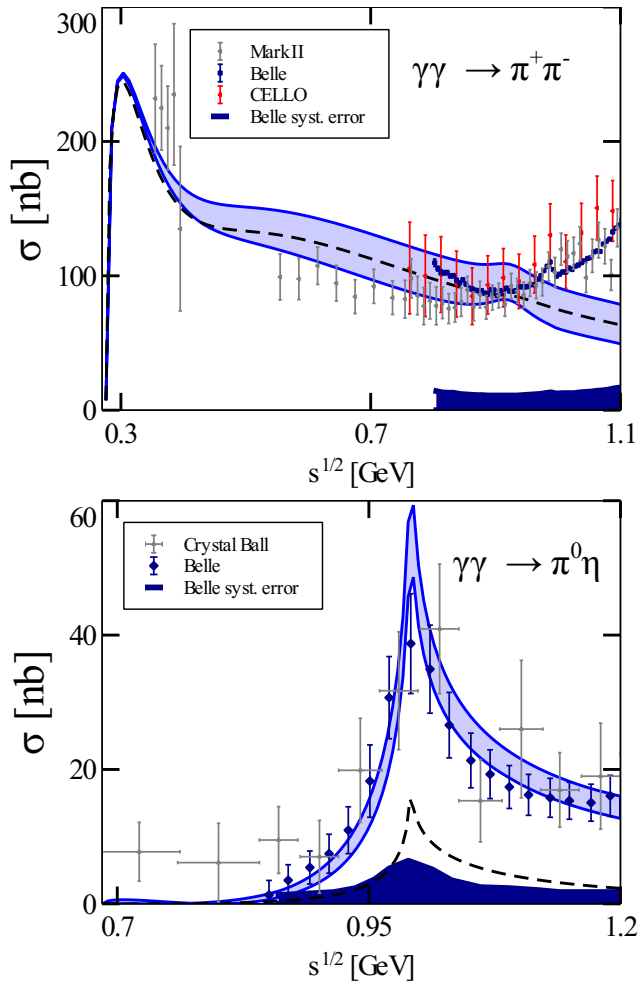 300
MarkII
Belle
CELLO
Belle syst. error
γγ → π⁺π⁻
200
σ [nb]
100
0
0.3
0.7
1.1
s^{1/2} [GeV]
60
Crystal Ball
Belle
Belle syst. error
γγ → π⁰η
40
σ [nb]
20
0
0.7
0.95
1.2
s^{1/2} [GeV]